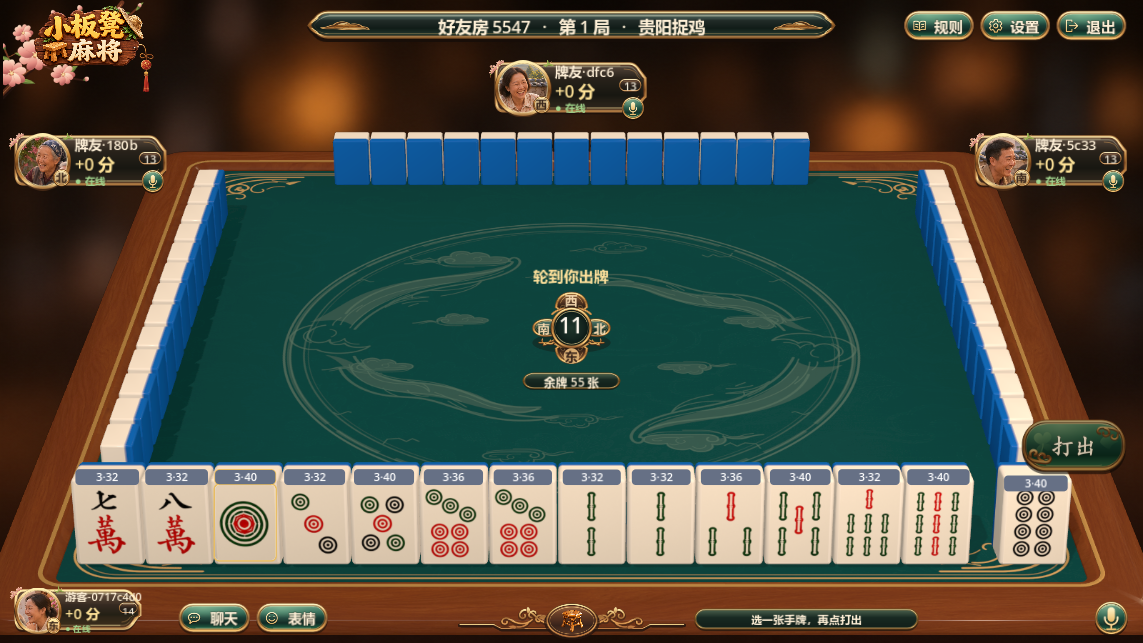 小板凳
麻将
好友房 5547 · 第 1 局 · 贵阳捉鸡
规则
设置
退出
牌友·dfc6
+0 分
13
西
在线
牌友·180b
+0 分
13
北
在线
牌友·5c33
+0 分
13
南
在线
轮到你出牌
西
南 11 北
东
余牌 55 张
打出
3-32 3-32 3-40 3-32 3-40 3-36 3-36 3-32 3-32 3-36 3-40 3-32 3-40 3-40
七萬 八萬
游客-0717c4d0
+0 分
14
东
在线
聊天
表情
选一张手牌，再点打出